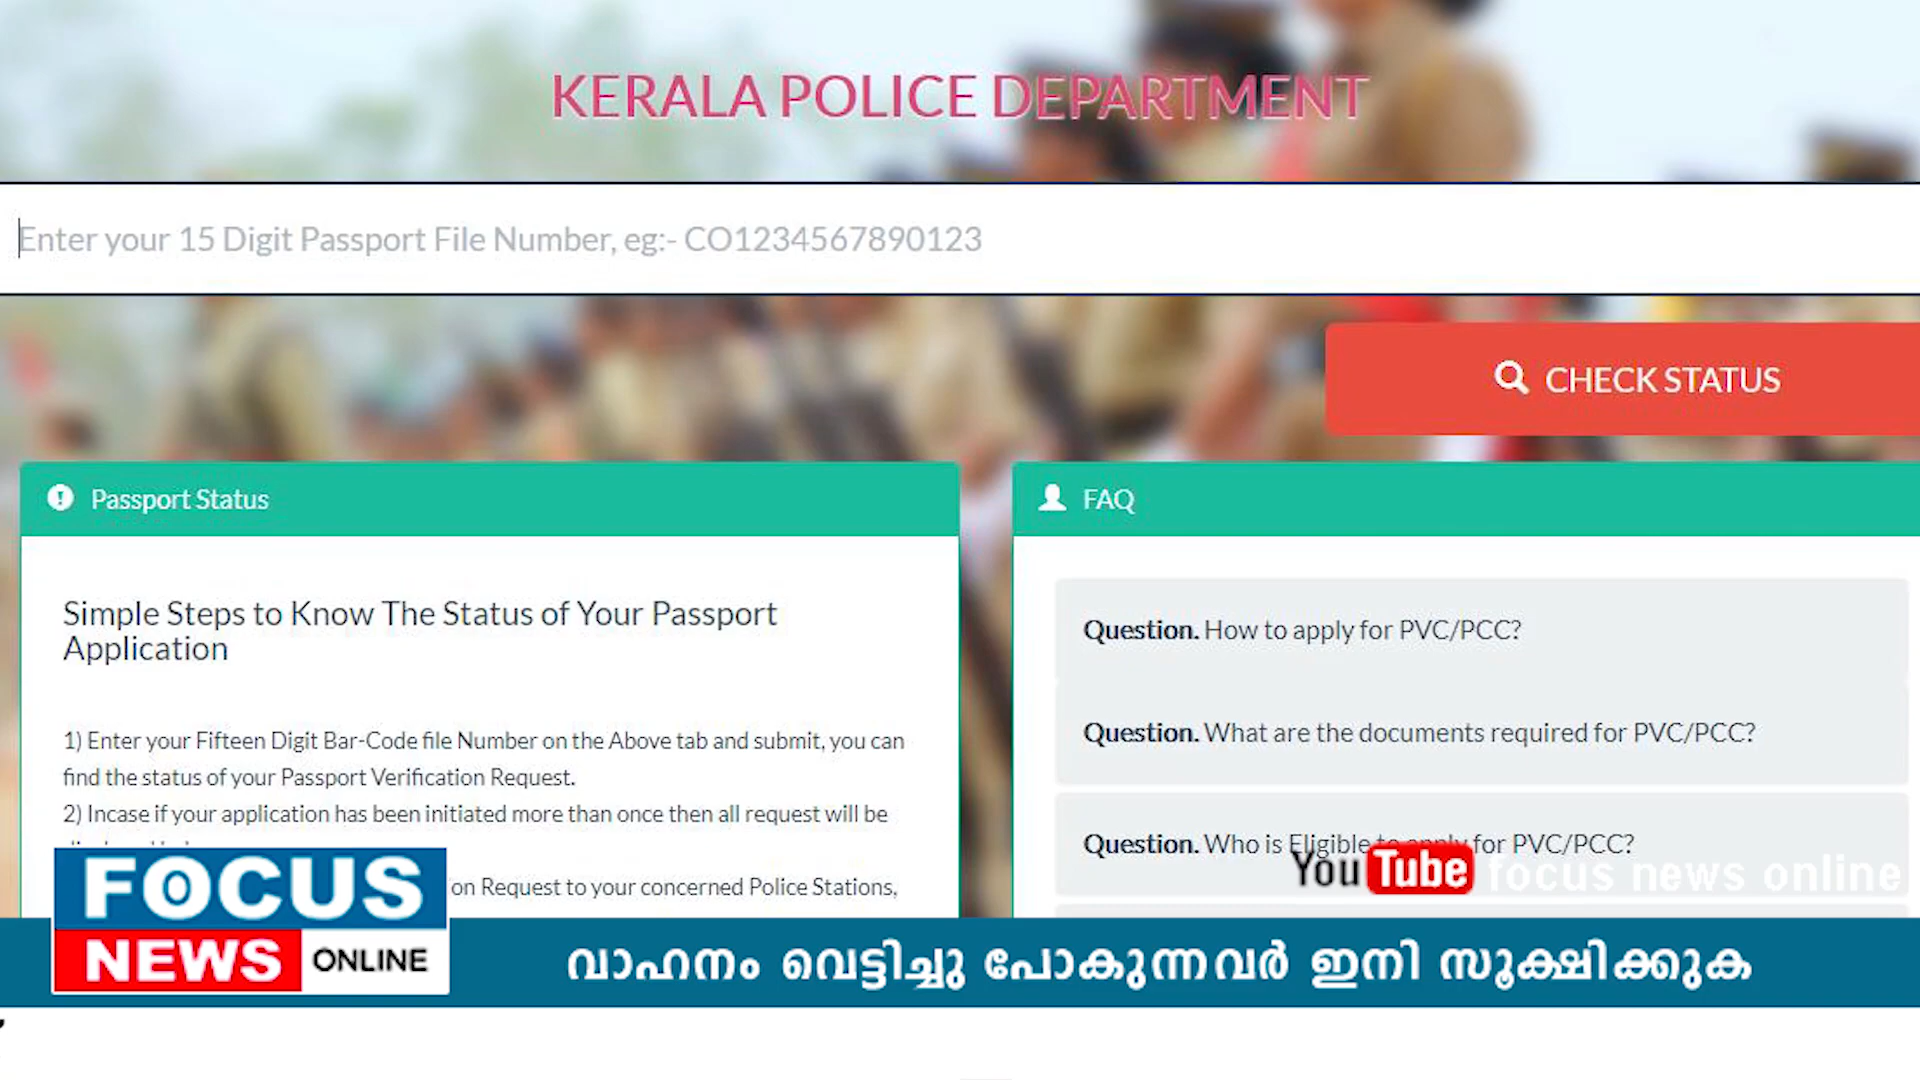 KERALA POLICE DEPARTMENT
Enter your 15 Digit Passport File Number, eg:- CO1234567890123
CHECK STATUS
Passport Status
Simple Steps to Know The Status of Your Passport
Application
1) Enter your Fifteen Digit Bar-Code file Number on the Above tab and submit, you can
find the status of your Passport Verification Request.
2) Incase if your application has been initiated more than once then all request will be
on Request to your concerned Police Stations,
FAQ
Question. How to apply for PVC/PCC?
Question. What are the documents required for PVC/PCC?
Question. Who is Eligible to apply for PVC/PCC?
YouTube focus news online
FOCUS
NEWS ONLINE
വാഹനം വെട്ടിച്ചു പോകുന്നവർ ഇനി സൂക്ഷിക്കുക